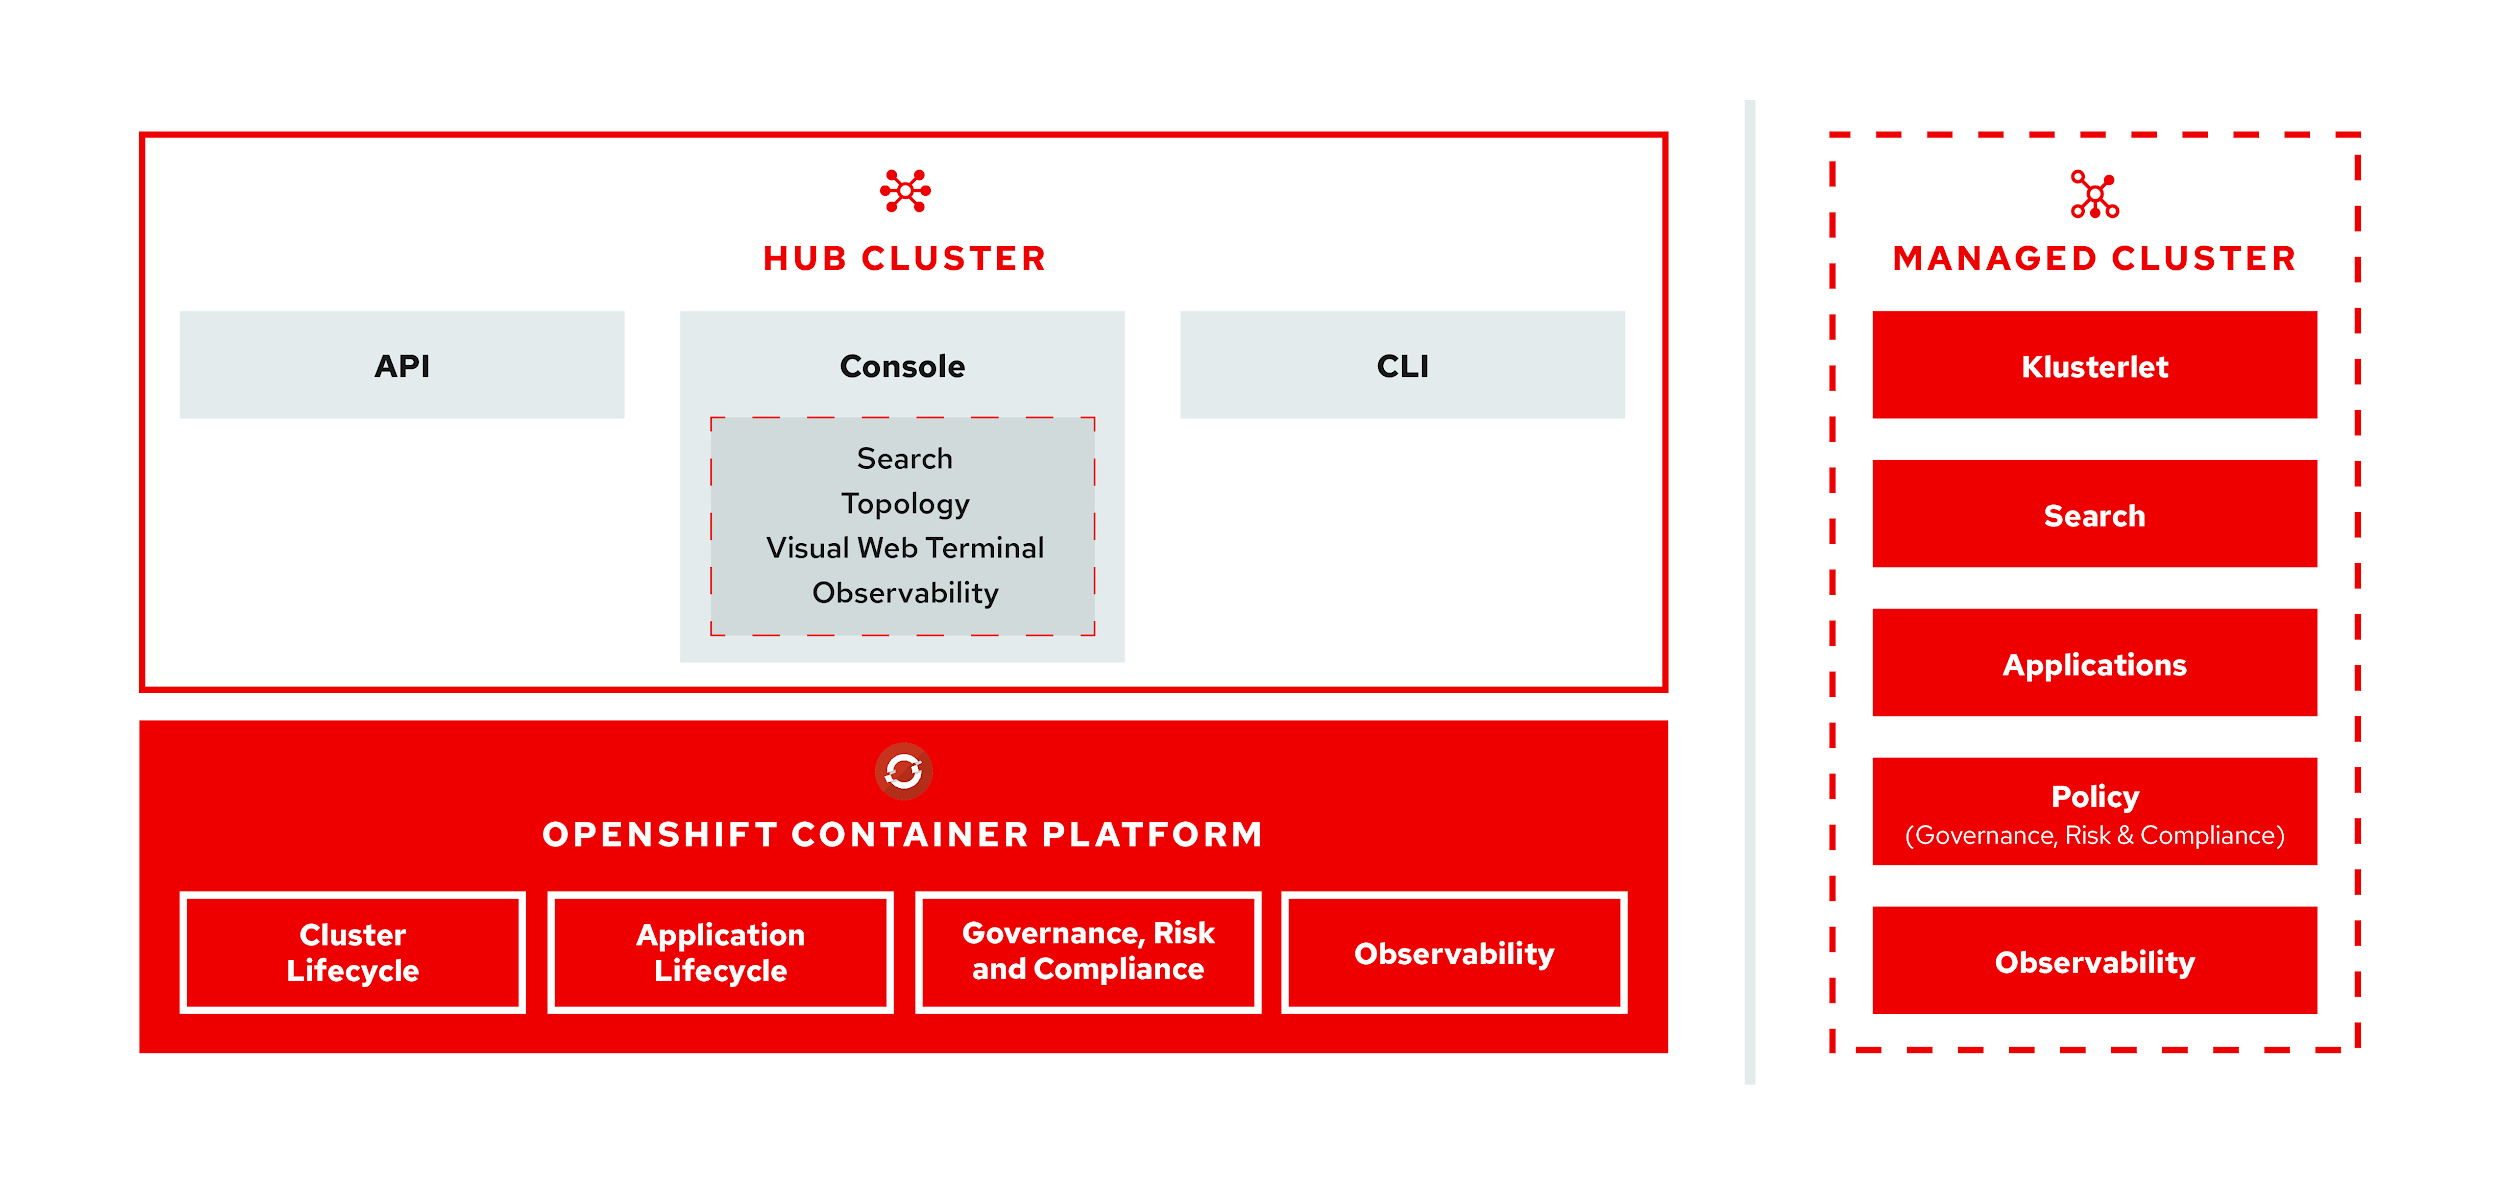 HUB CLUSTER
API
Console
CLI
Search
Topology
Visual Web Terminal
Observability
OPENSHIFT CONTAINER PLATFORM
Cluster
Lifecycle
Application
Lifecycle
Governance, Risk
and Compliance
Observability
MANAGED CLUSTER
Klusterlet
Search
Applications
Policy
(Governance, Risk & Compliance)
Observability